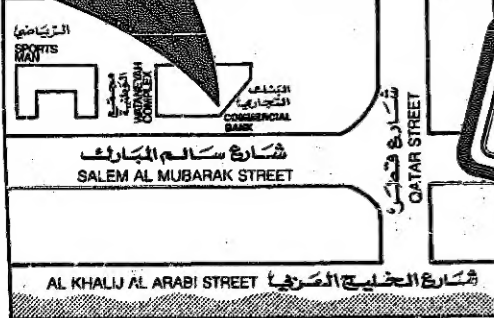 الرياضي
SPORTS
MAN
مجمع
الوطنية
WATANEYAH
COMPLEX
البنك
التجاري
COMMERCIAL
BANK
شارع سالم المبارك
SALEM AL MUBARAK STREET
شارع قطر
QATAR STREET
AL KHALIJ AL ARABI STREET شارع الخليج العربي